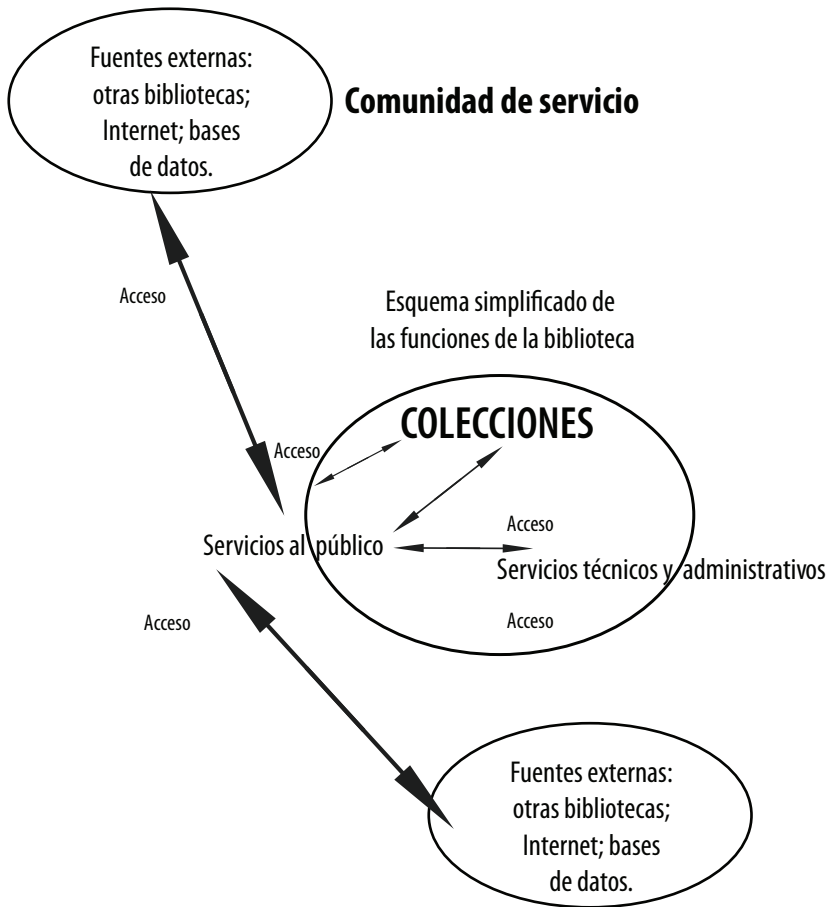 Fuentes externas:
otras bibliotecas;
Internet; bases
de datos.
Comunidad de servicio
Acceso
Esquema simplificado de
las funciones de la biblioteca
COLECCIONES
Acceso
Acceso
Servicios al público
Servicios técnicos y administrativos
Acceso
Acceso
Fuentes externas:
otras bibliotecas;
Internet; bases
de datos.